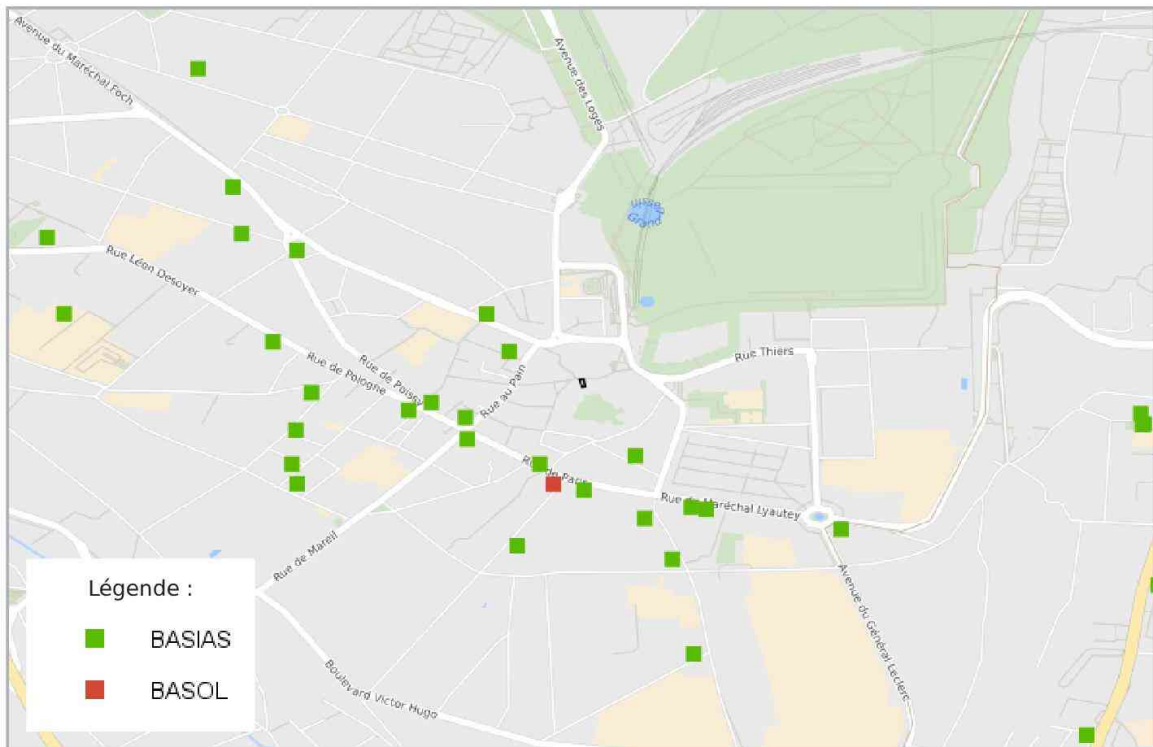 Avenue du Maréchal Foch
Avenue des Loges
Grand
Rue Léon Desoyer
Rue de Pologne
Rue de Poissy
Rue au Pain
Rue Thiers
Rue de Paris
Rue du Maréchal Lyautey
Rue de Mareil
Boulevard Victor Hugo
Avenue du Général Leclerc
Légende :
BASIAS
BASOL